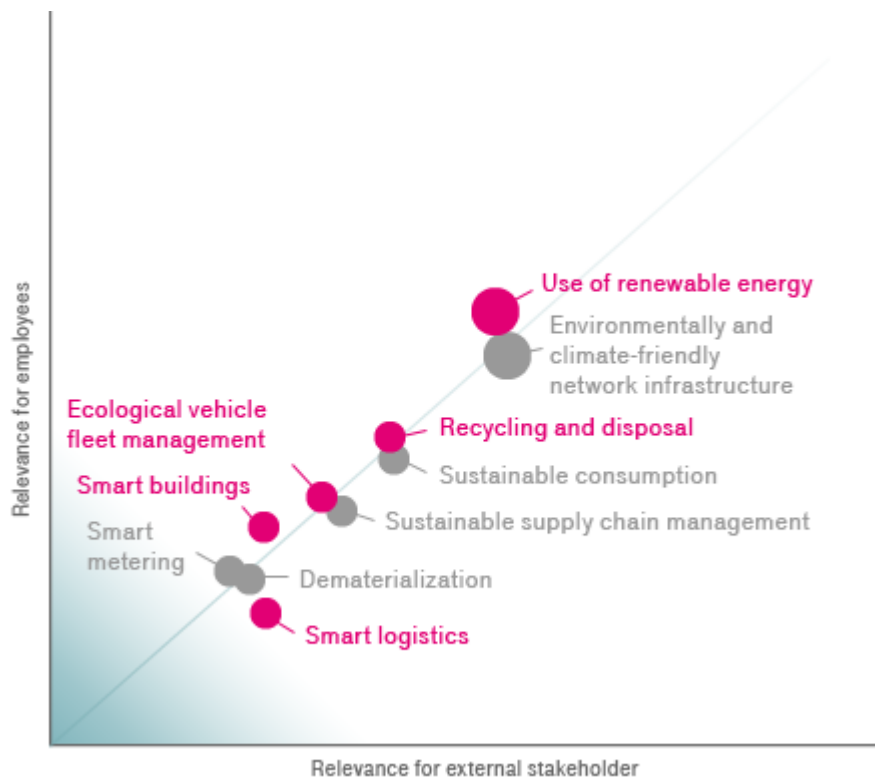 Use of renewable energy
Environmentally and
climate-friendly
network infrastructure
Ecological vehicle
fleet management
Recycling and disposal
Sustainable consumption
Smart buildings
Sustainable supply chain management
Smart
metering
Dematerialization
Smart logistics
Relevance for employees
Relevance for external stakeholder